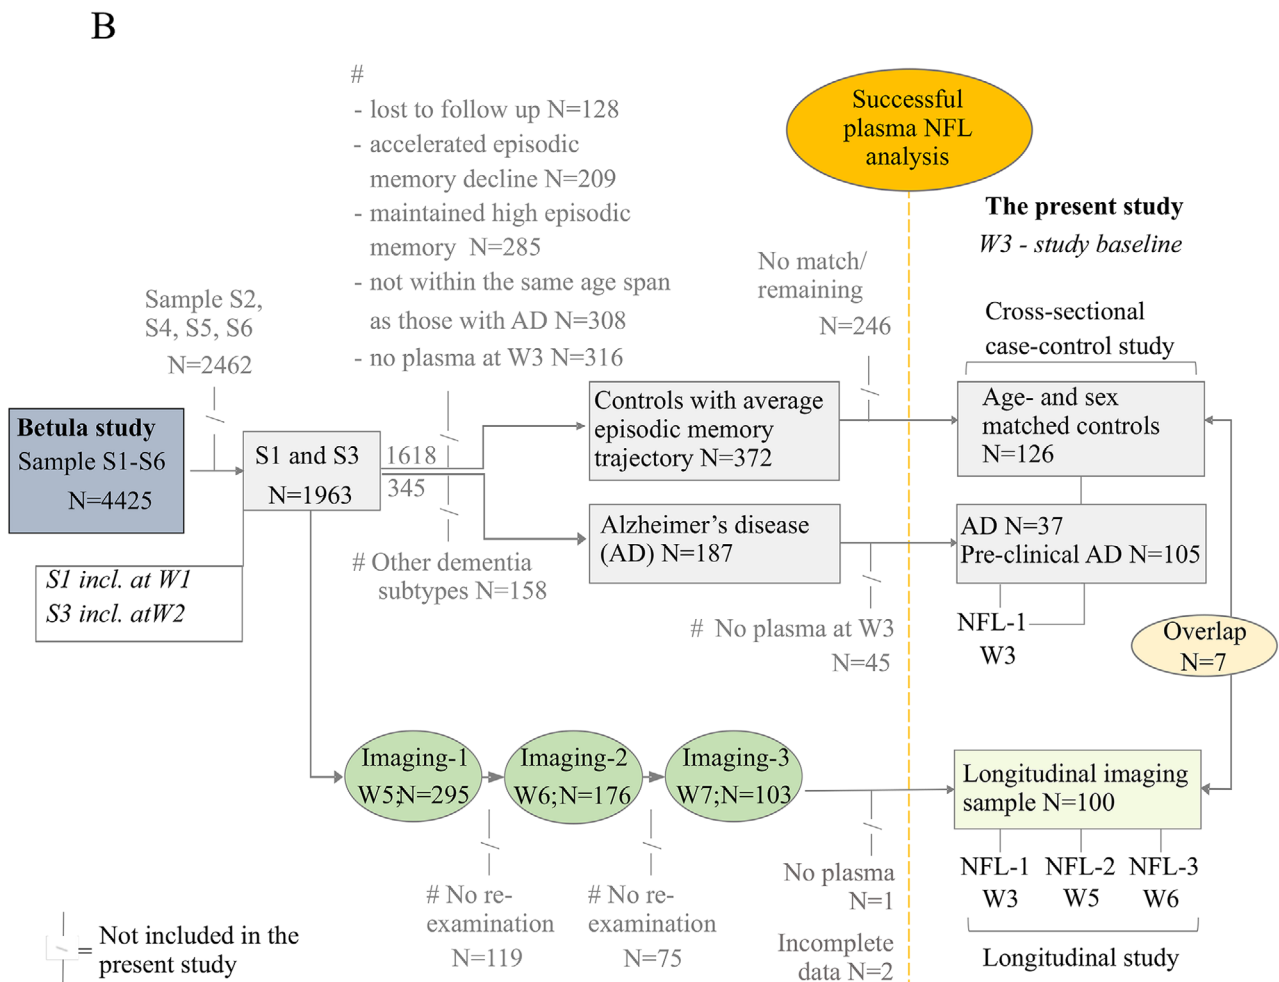 B
#
- lost to follow up N=128
- accelerated episodic
memory decline N=209
- maintained high episodic
memory N=285
- not within the same age span
as those with AD N=308
- no plasma at W3 N=316
Successful
plasma NFL
analysis
The present study
W3 - study baseline
No match/
remaining
N=246
Sample S2,
S4, S5, S6
N=2462
Cross-sectional
case-control study
Betula study
Sample S1-S6
N=4425
S1 and S3
N=1963
1618
345
Controls with average
episodic memory
trajectory N=372
Age- and sex
matched controls
N=126
Alzheimer's disease
(AD) N=187
AD N=37
Pre-clinical AD N=105
S1 incl. at W1
S3 incl. atW2
# Other dementia
subtypes N=158
# No plasma at W3
N=45
NFL-1
W3
Overlap
N=7
Imaging-1
W5;N=295
Imaging-2
W6;N=176
Imaging-3
W7;N=103
Longitudinal imaging
sample N=100
# No re-
examination
N=119
# No re-
examination
N=75
No plasma
N=1
Incomplete
data N=2
NFL-1
W3
NFL-2
W5
NFL-3
W6
Longitudinal study
= Not included in the
present study